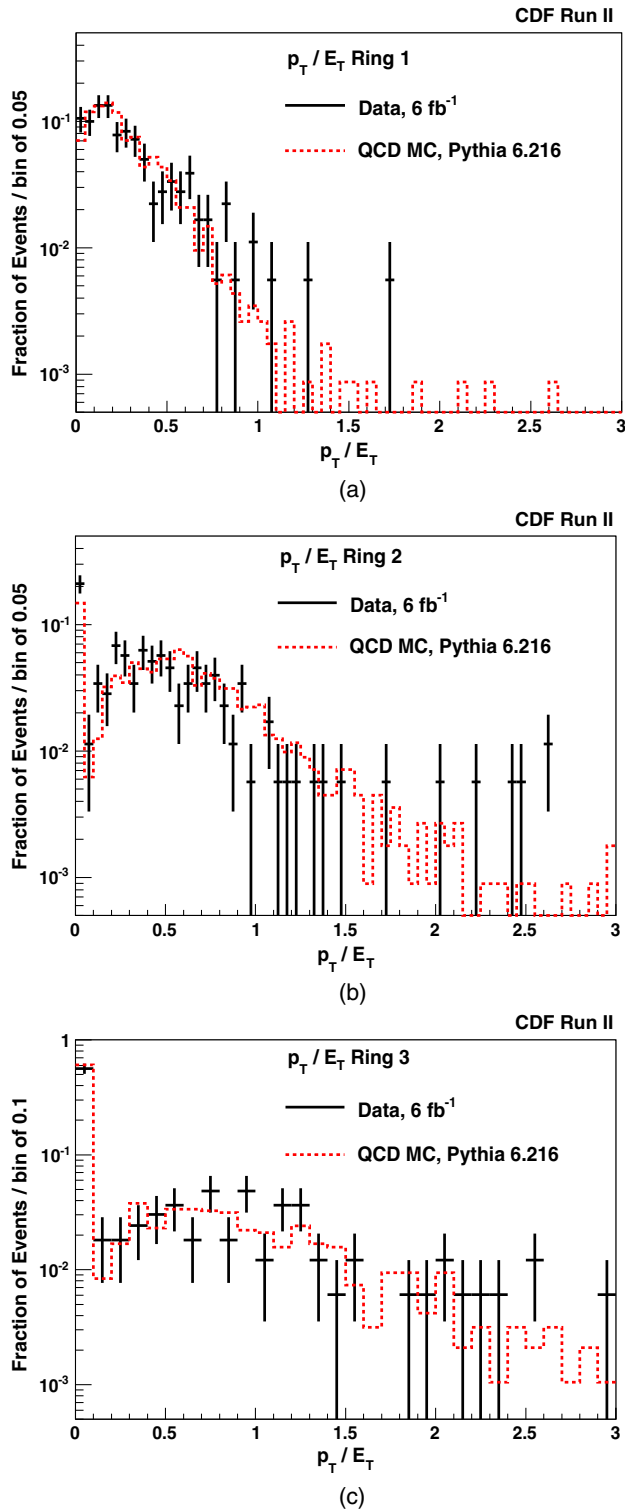 CDF Run II
p_T / E_T Ring 1
Data, 6 fb⁻¹
QCD MC, Pythia 6.216
Fraction of Events / bin of 0.05
10⁻¹
10⁻²
10⁻³
0 0.5 1 1.5 2 2.5 3
p_T / E_T
(a)
CDF Run II
p_T / E_T Ring 2
Data, 6 fb⁻¹
QCD MC, Pythia 6.216
Fraction of Events / bin of 0.05
10⁻¹
10⁻²
10⁻³
0 0.5 1 1.5 2 2.5 3
p_T / E_T
(b)
CDF Run II
p_T / E_T Ring 3
Data, 6 fb⁻¹
QCD MC, Pythia 6.216
Fraction of Events / bin of 0.1
1
10⁻¹
10⁻²
10⁻³
0 0.5 1 1.5 2 2.5 3
p_T / E_T
(c)